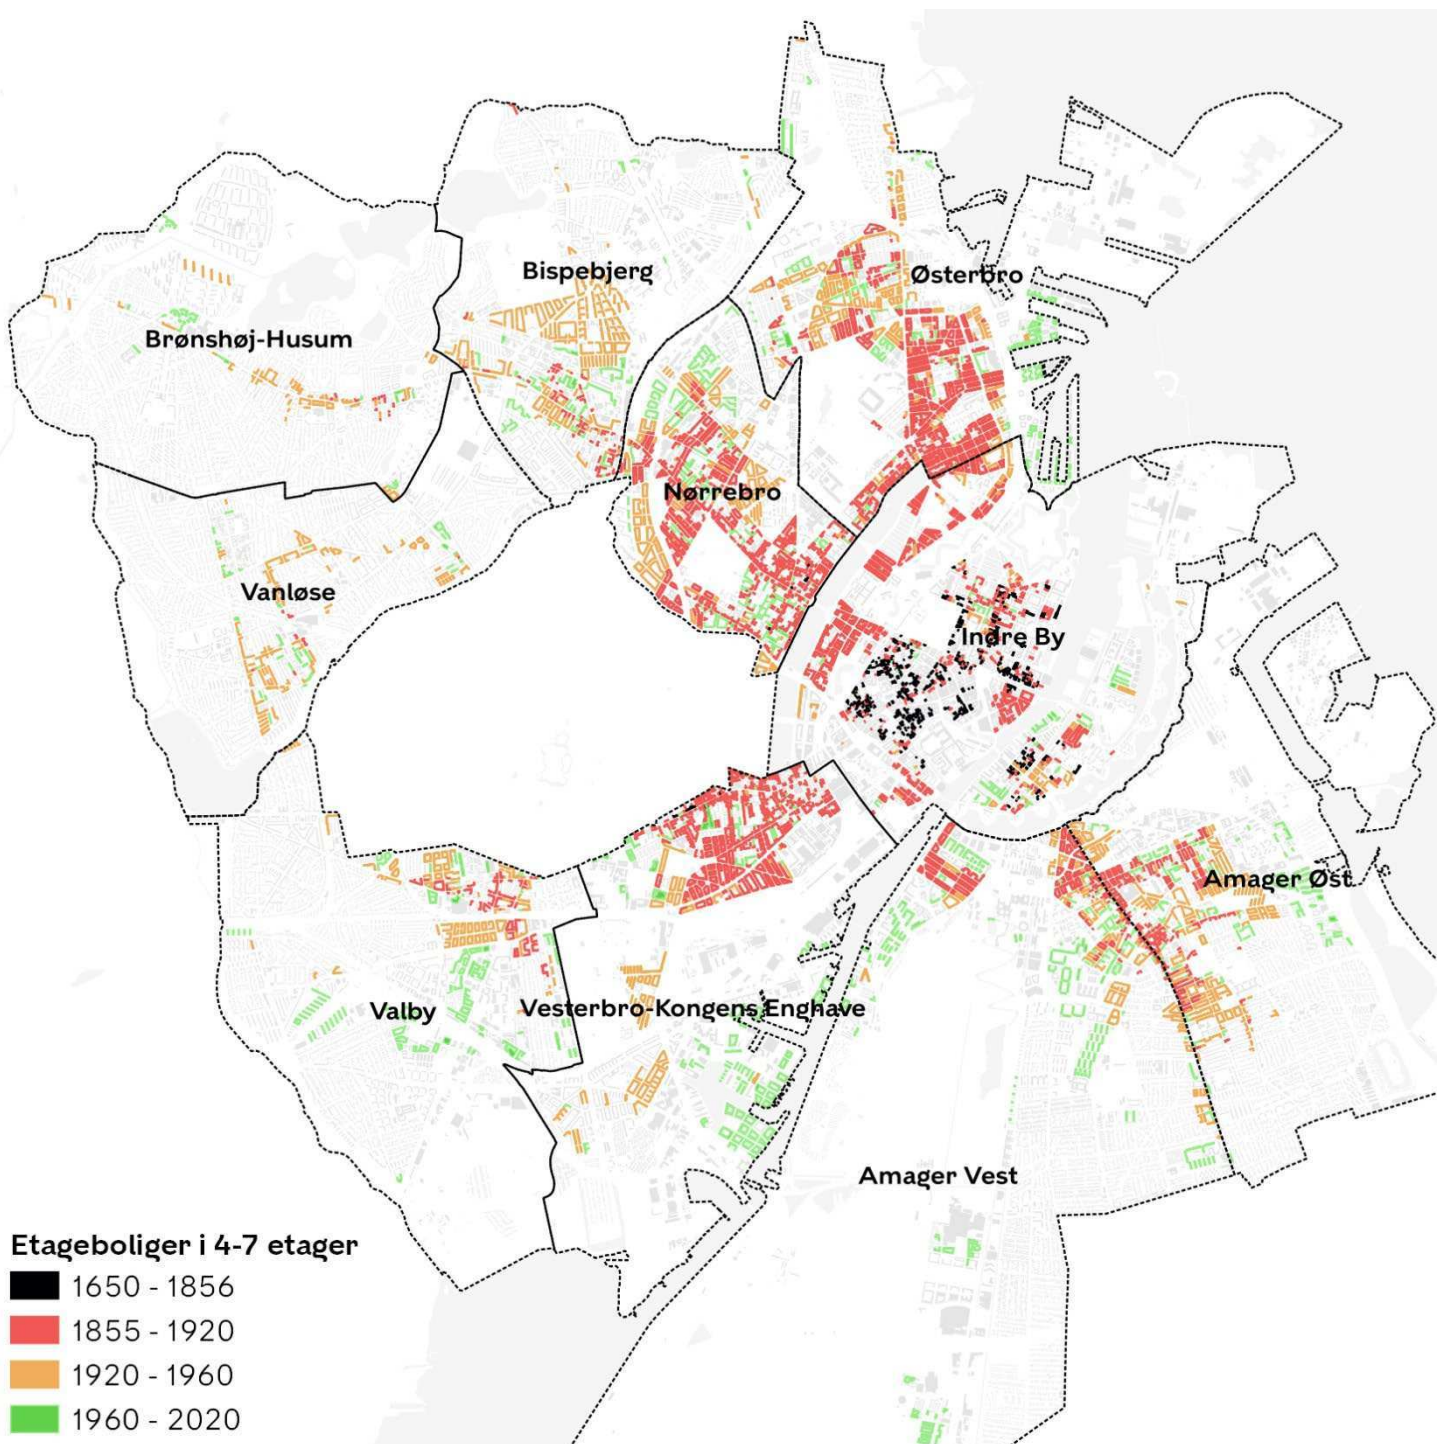 Bispebjerg
Østerbro
Brønshøj-Husum
Nørrebro
Vanløse
Indre By
Amager Øst
Valby
Vesterbro-Kongens Enghave
Amager Vest
Etageboliger i 4-7 etager
1650 - 1856
1855 - 1920
1920 - 1960
1960 - 2020